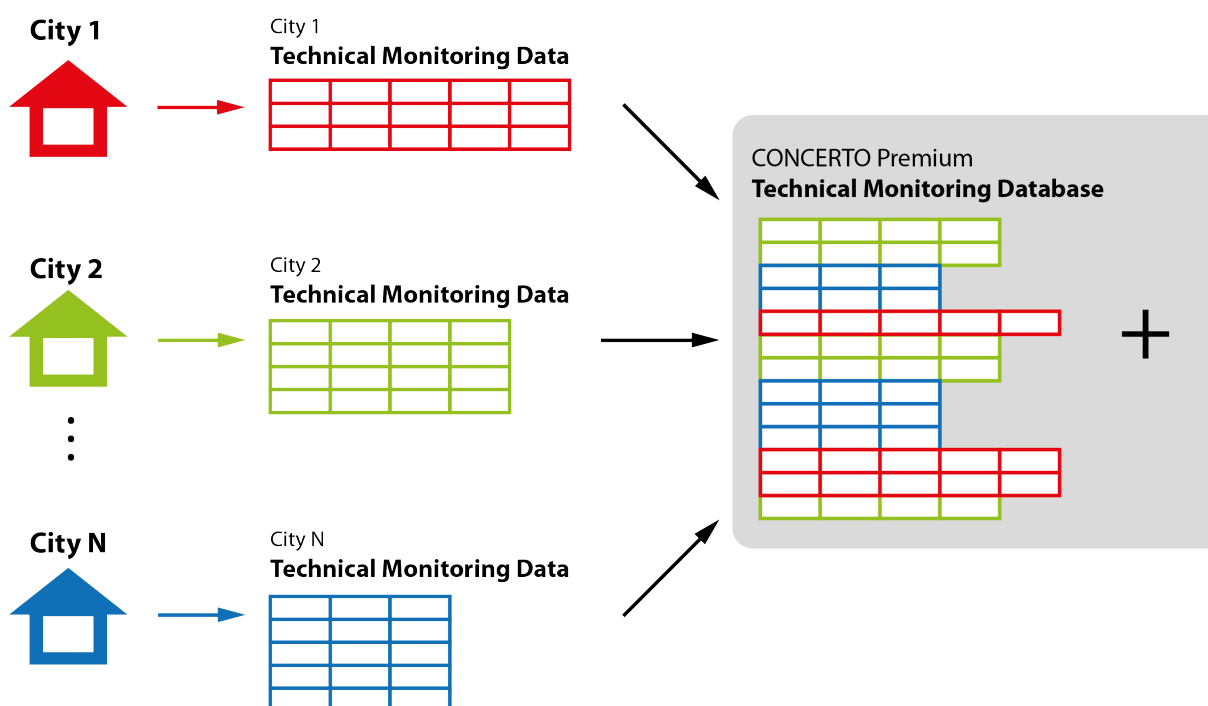 City 1
City 1
Technical Monitoring Data
CONCERTO Premium
Technical Monitoring Database
City 2
City 2
Technical Monitoring Data
+
City N
City N
Technical Monitoring Data